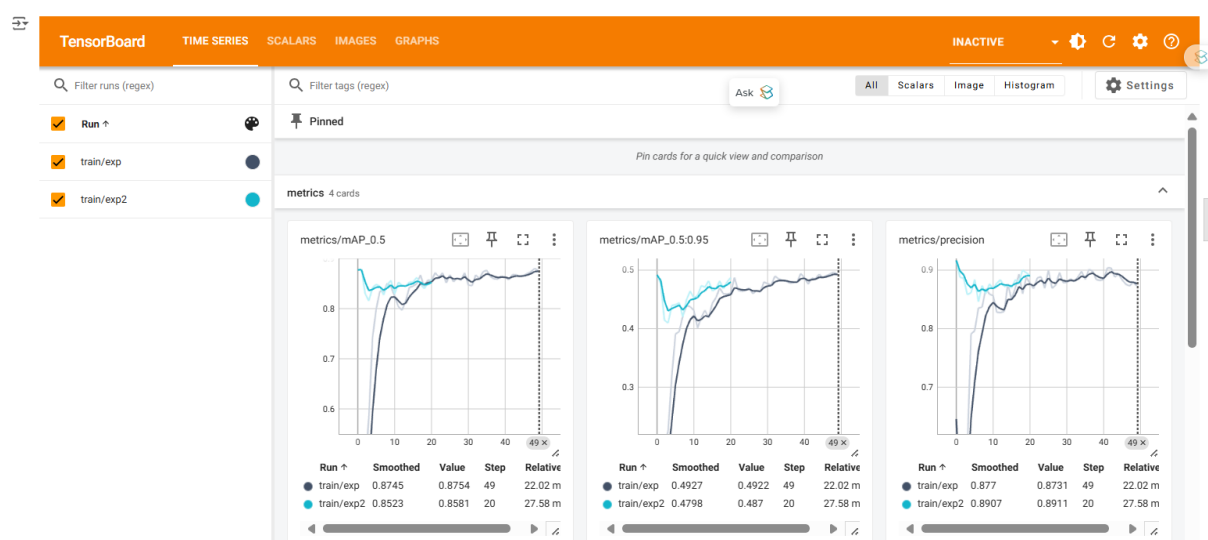 TensorBoard TIME SERIES SCALARS IMAGES GRAPHS INACTIVE
Filter runs (regex)
Filter tags (regex)
Ask
All Scalars Image Histogram Settings
Run ↑
Pinned
train/exp
Pin cards for a quick view and comparison
train/exp2
metrics 4 cards
metrics/mAP_0.5
0.8
0.7
0.6
0 10 20 30 40 49 ×
Run ↑ Smoothed Value Step Relative
train/exp 0.8745 0.8754 49 22.02 m
train/exp2 0.8523 0.8581 20 27.58 m
metrics/mAP_0.5:0.95
0.5
0.4
0.3
0 10 20 30 40 49 ×
Run ↑ Smoothed Value Step Relative
train/exp 0.4927 0.4922 49 22.02 m
train/exp2 0.4798 0.487 20 27.58 m
metrics/precision
0.9
0.8
0.7
0 10 20 30 40 49 ×
Run ↑ Smoothed Value Step Relative
train/exp 0.877 0.8731 49 22.02 m
train/exp2 0.8907 0.8911 20 27.58 m